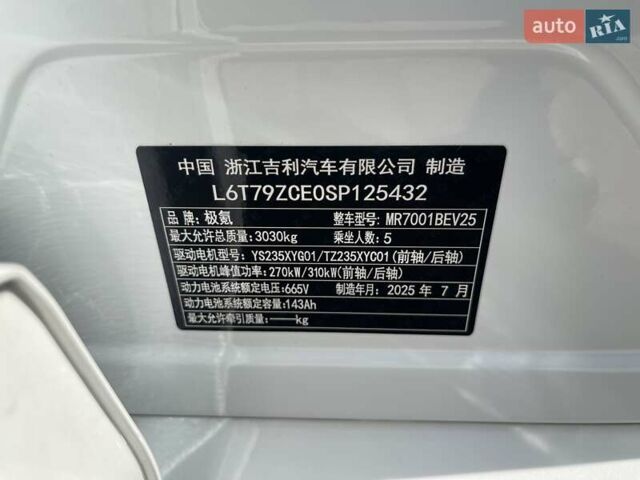 auto RIA.com
中国 浙江吉利汽车有限公司 制造
L6T79ZCE0SP125432
品牌:极氪 整车型号:MR7001BEV25
最大允许总质量:3030kg 乘坐人数:5
驱动电机型号:YS235XYG01/TZ235XYC01(前轴/后轴)
驱动电机峰值功率:270kW/310kW(前轴/后轴)
动力电池系统额定电压:665V 制造年月:2025 年 7 月
动力电池系统额定容量:143Ah
最大允许牵引质量:——kg